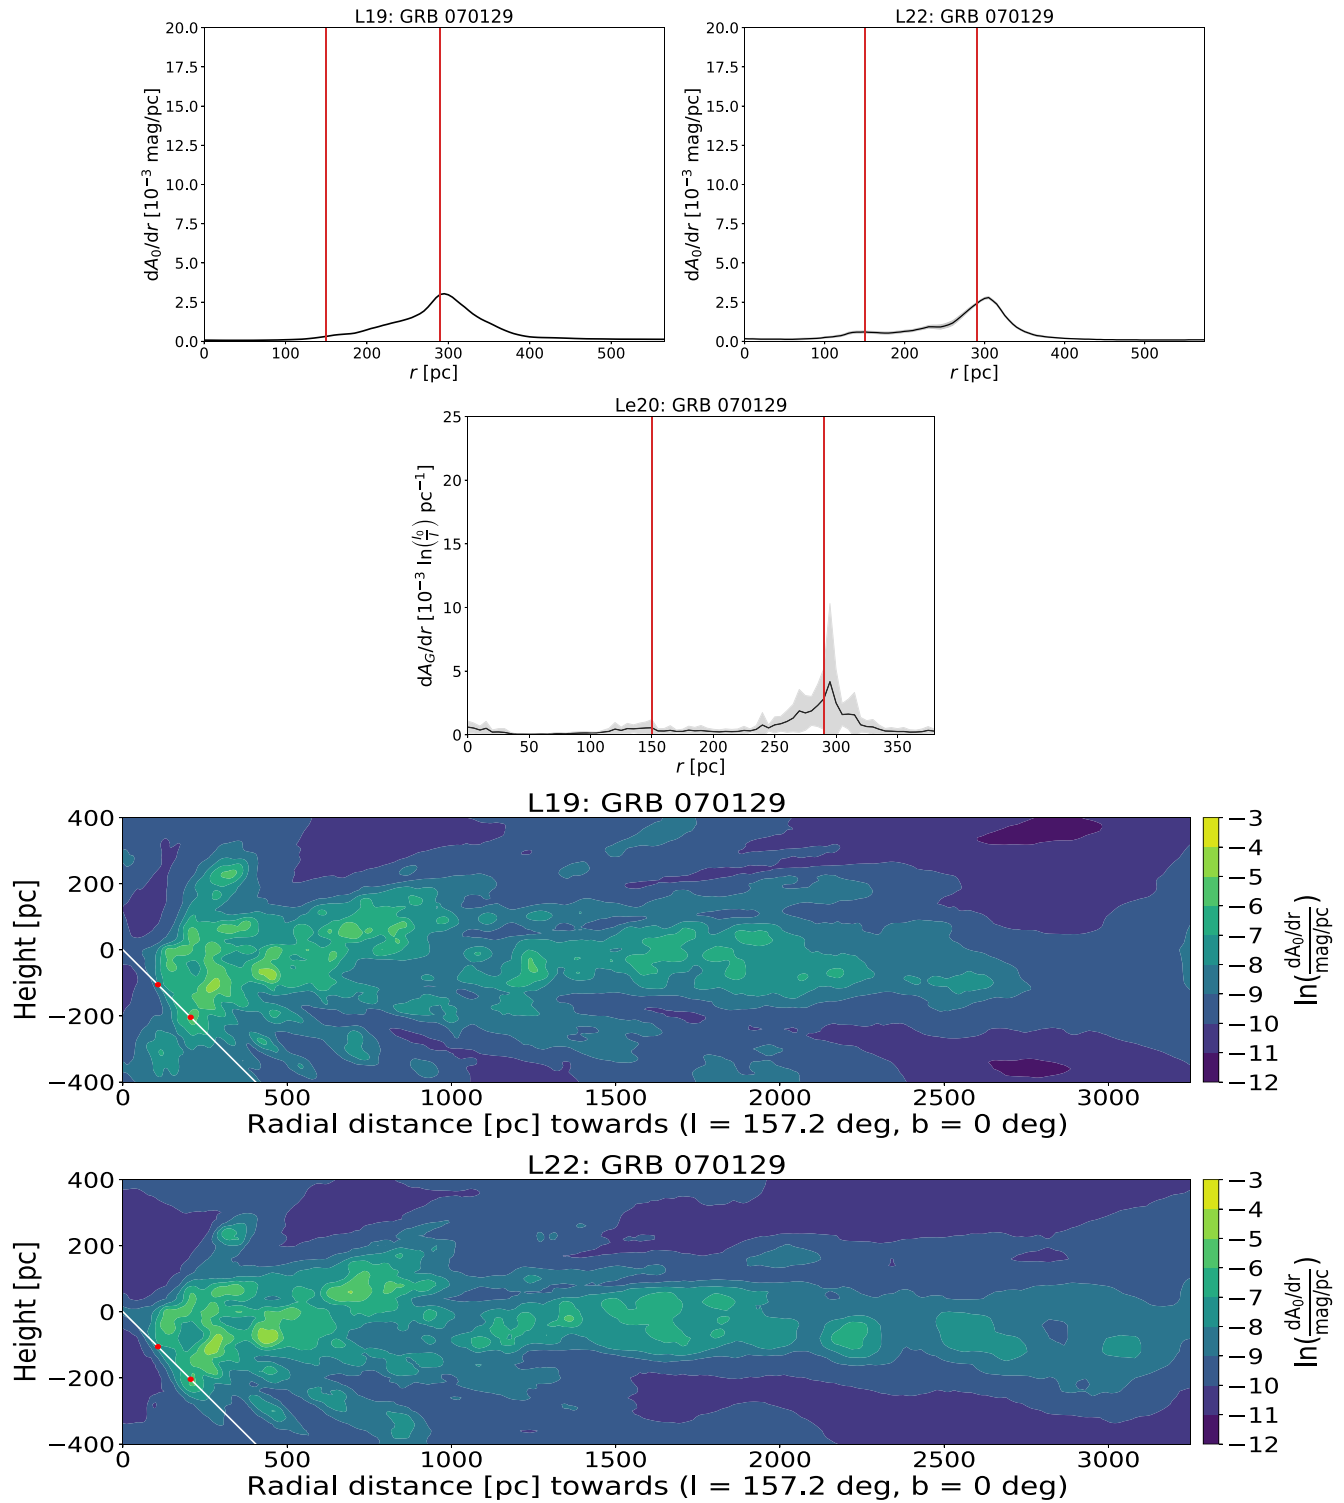 L19: GRB 070129
dA₀/dr [10⁻³ mag/pc]
20.0
17.5
15.0
12.5
10.0
7.5
5.0
2.5
0.0
0 100 200 300 400 500
r [pc]
L22: GRB 070129
dA₀/dr [10⁻³ mag/pc]
20.0
17.5
15.0
12.5
10.0
7.5
5.0
2.5
0.0
0 100 200 300 400 500
r [pc]
Le20: GRB 070129
dA_G/dr [10⁻³ ln(I₀/I) pc⁻¹]
25
20
15
10
5
0
0 50 100 150 200 250 300 350
r [pc]
L19: GRB 070129
Height [pc]
400
200
0
−200
−400
0 500 1000 1500 2000 2500 3000
Radial distance [pc] towards (l = 157.2 deg, b = 0 deg)
−3
−4
−5
−6
−7
−8
−9
−10
−11
−12
ln(dA₀/dr / mag/pc)
L22: GRB 070129
Height [pc]
400
200
0
−200
−400
0 500 1000 1500 2000 2500 3000
Radial distance [pc] towards (l = 157.2 deg, b = 0 deg)
−3
−4
−5
−6
−7
−8
−9
−10
−11
−12
ln(dA₀/dr / mag/pc)